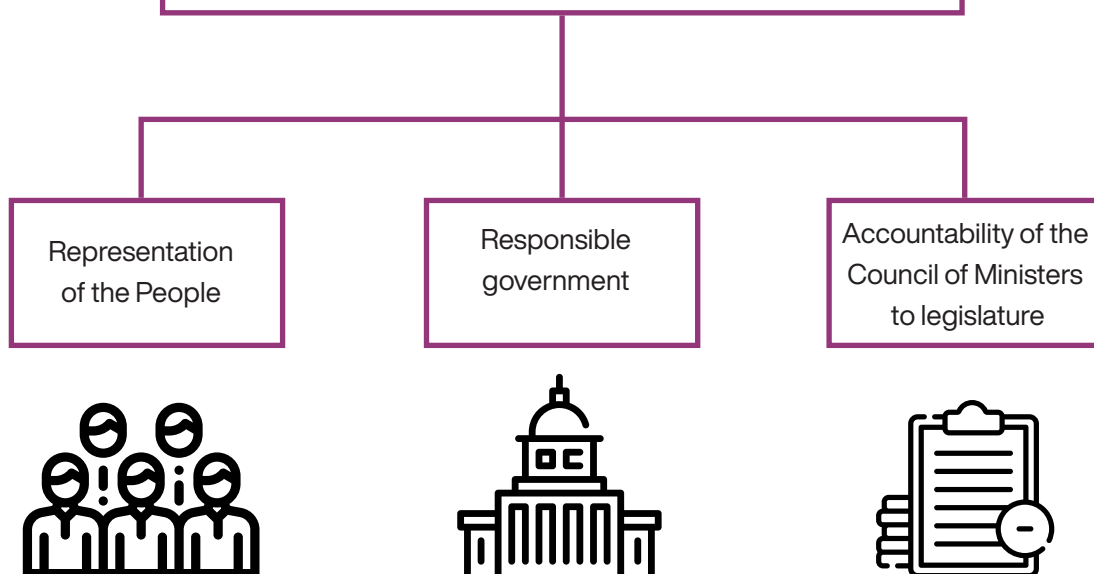 Representation
of the People
Responsible
government
Accountability of the
Council of Ministers
to legislature